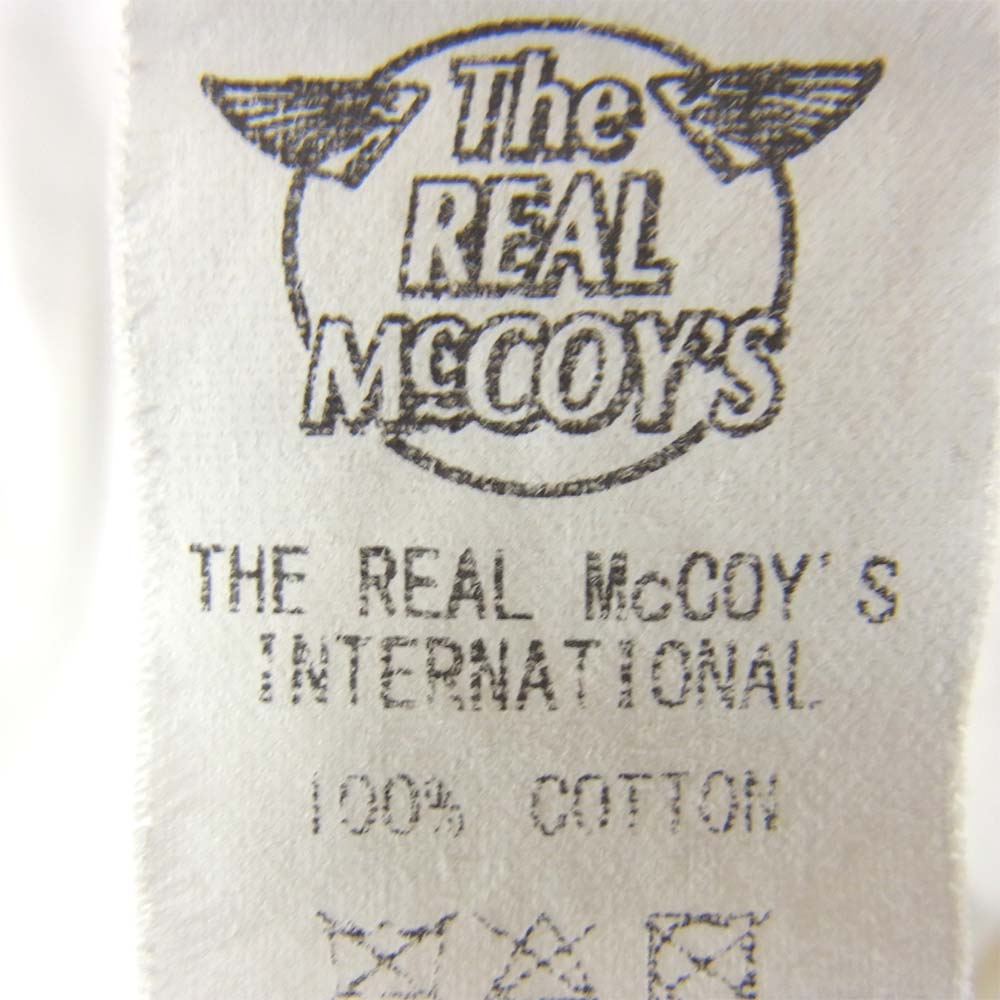 The
REAL
McCOY'S
THE REAL McCOY'S
INTERNATIONAL
100% COTTON